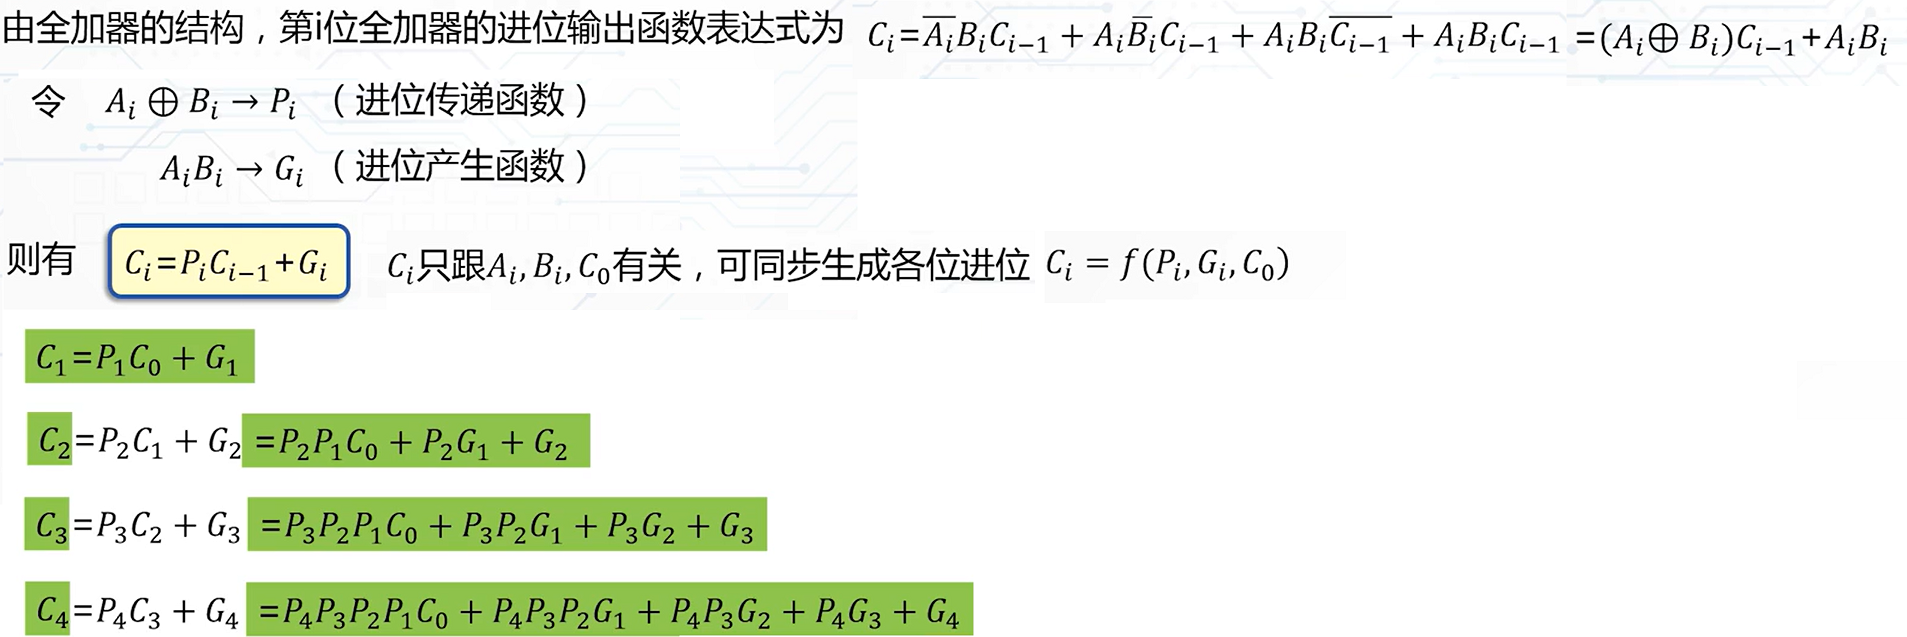 由全加器的结构，第i位全加器的进位输出函数表达式为 $C_i=\overline{A_i}B_iC_{i-1}+A_i\overline{B_i}C_{i-1}+A_iB_i\overline{C_{i-1}}+A_iB_iC_{i-1}=(A_i\oplus B_i)C_{i-1}+A_iB_i$
令 $A_i\oplus B_i\rightarrow P_i$ （进位传递函数）
$A_iB_i\rightarrow G_i$ （进位产生函数）
则有 $C_i=P_iC_{i-1}+G_i$ $C_i$只跟$A_i,B_i,C_0$有关，可同步生成各位进位 $C_i=f(P_i,G_i,C_0)$
$C_1=P_1C_0+G_1$
$C_2=P_2C_1+G_2=P_2P_1C_0+P_2G_1+G_2$
$C_3=P_3C_2+G_3=P_3P_2P_1C_0+P_3P_2G_1+P_3G_2+G_3$
$C_4=P_4C_3+G_4=P_4P_3P_2P_1C_0+P_4P_3P_2G_1+P_4P_3G_2+P_4G_3+G_4$